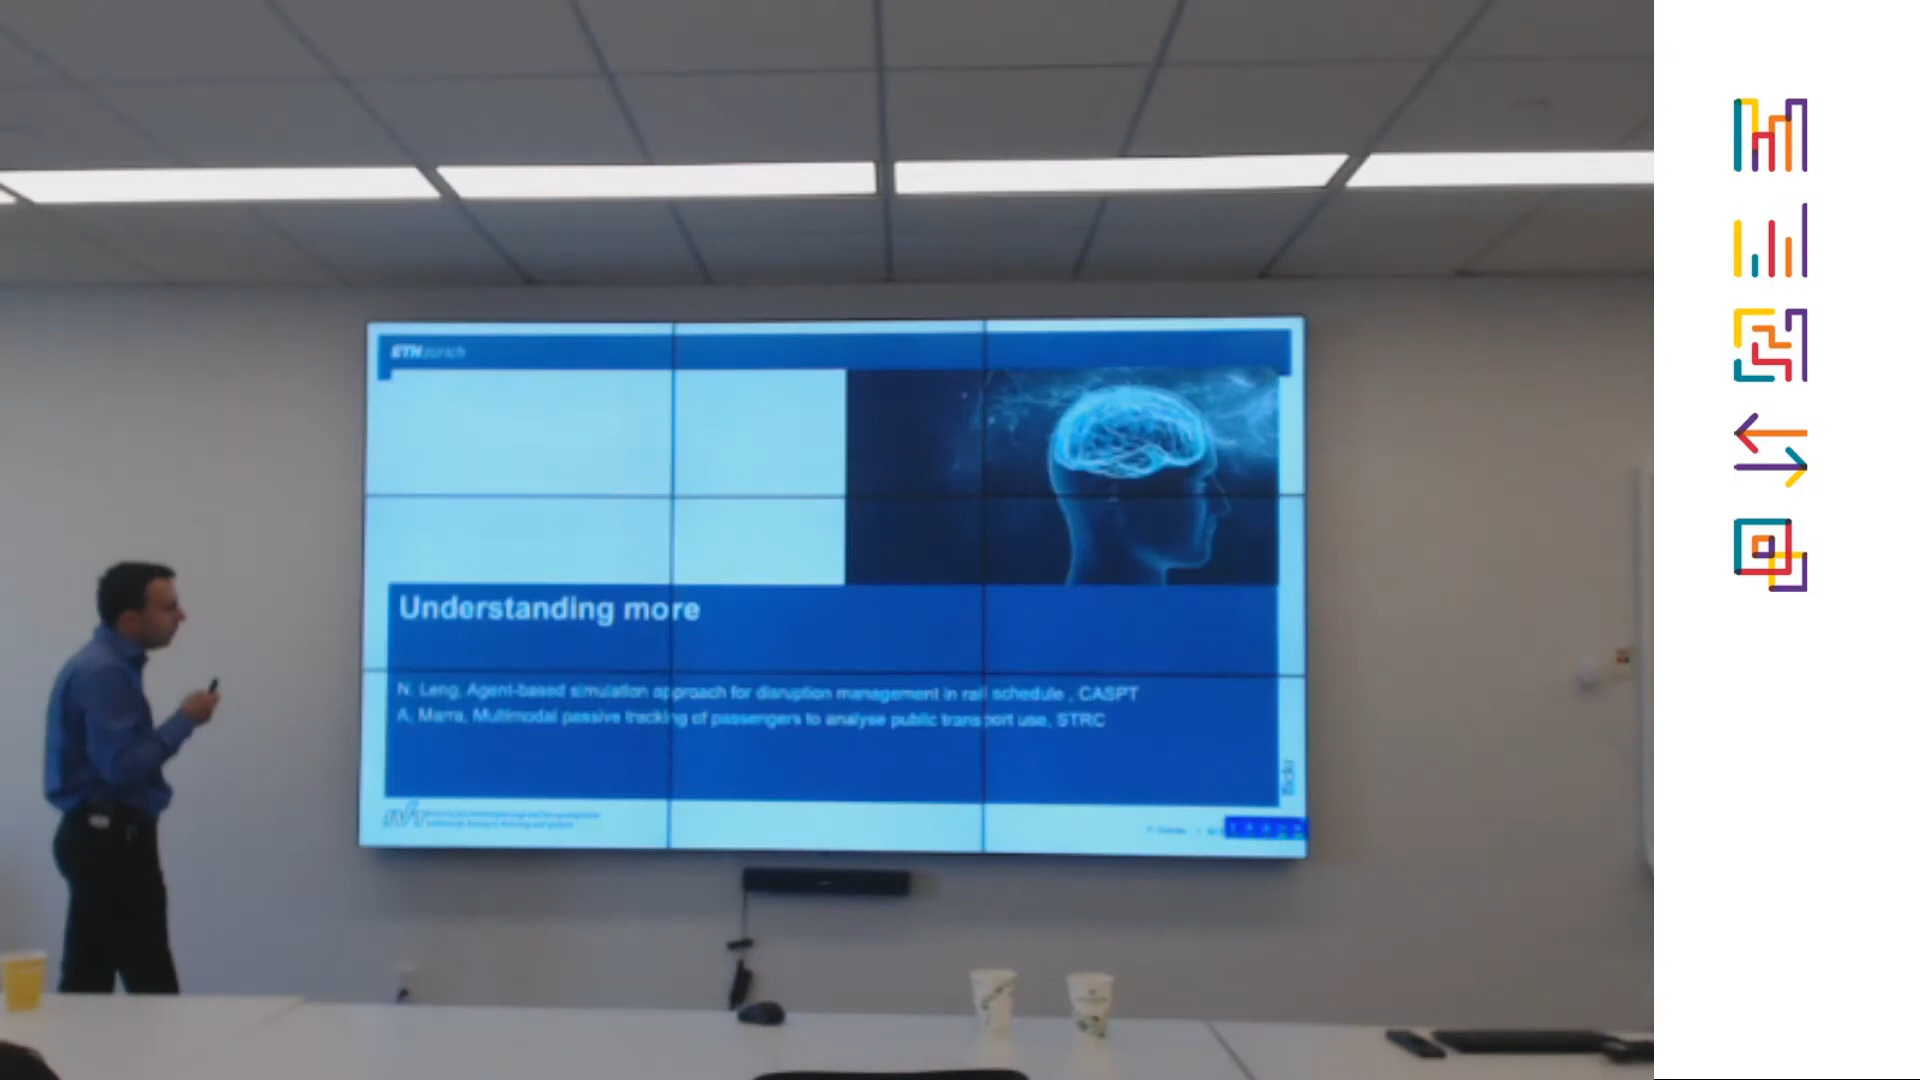 ETH zürich
Understanding more
N. Leng, Agent-based simulation approach for disruption management in rail schedule , CASPT
A. Marra, Multimodal passive tracking of passengers to analyse public transport use, STRC
flickr